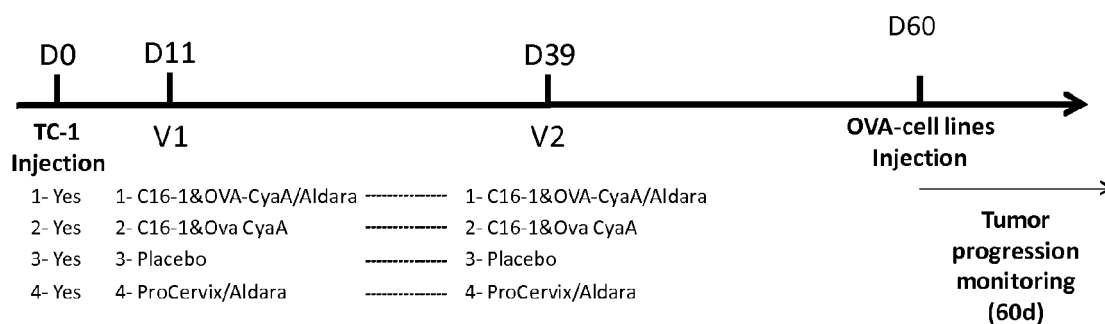 D0 D11 D39 D60
TC-1 Injection V1 V2 OVA-cell lines Injection
1- Yes 1- C16-1&OVA-CyaA/Aldara 1- C16-1&OVA-CyaA/Aldara
2- Yes 2- C16-1&Ova CyaA 2- C16-1&Ova CyaA
3- Yes 3- Placebo 3- Placebo
4- Yes 4- ProCervix/Aldara 4- ProCervix/Aldara
Tumor
progression
monitoring
(60d)